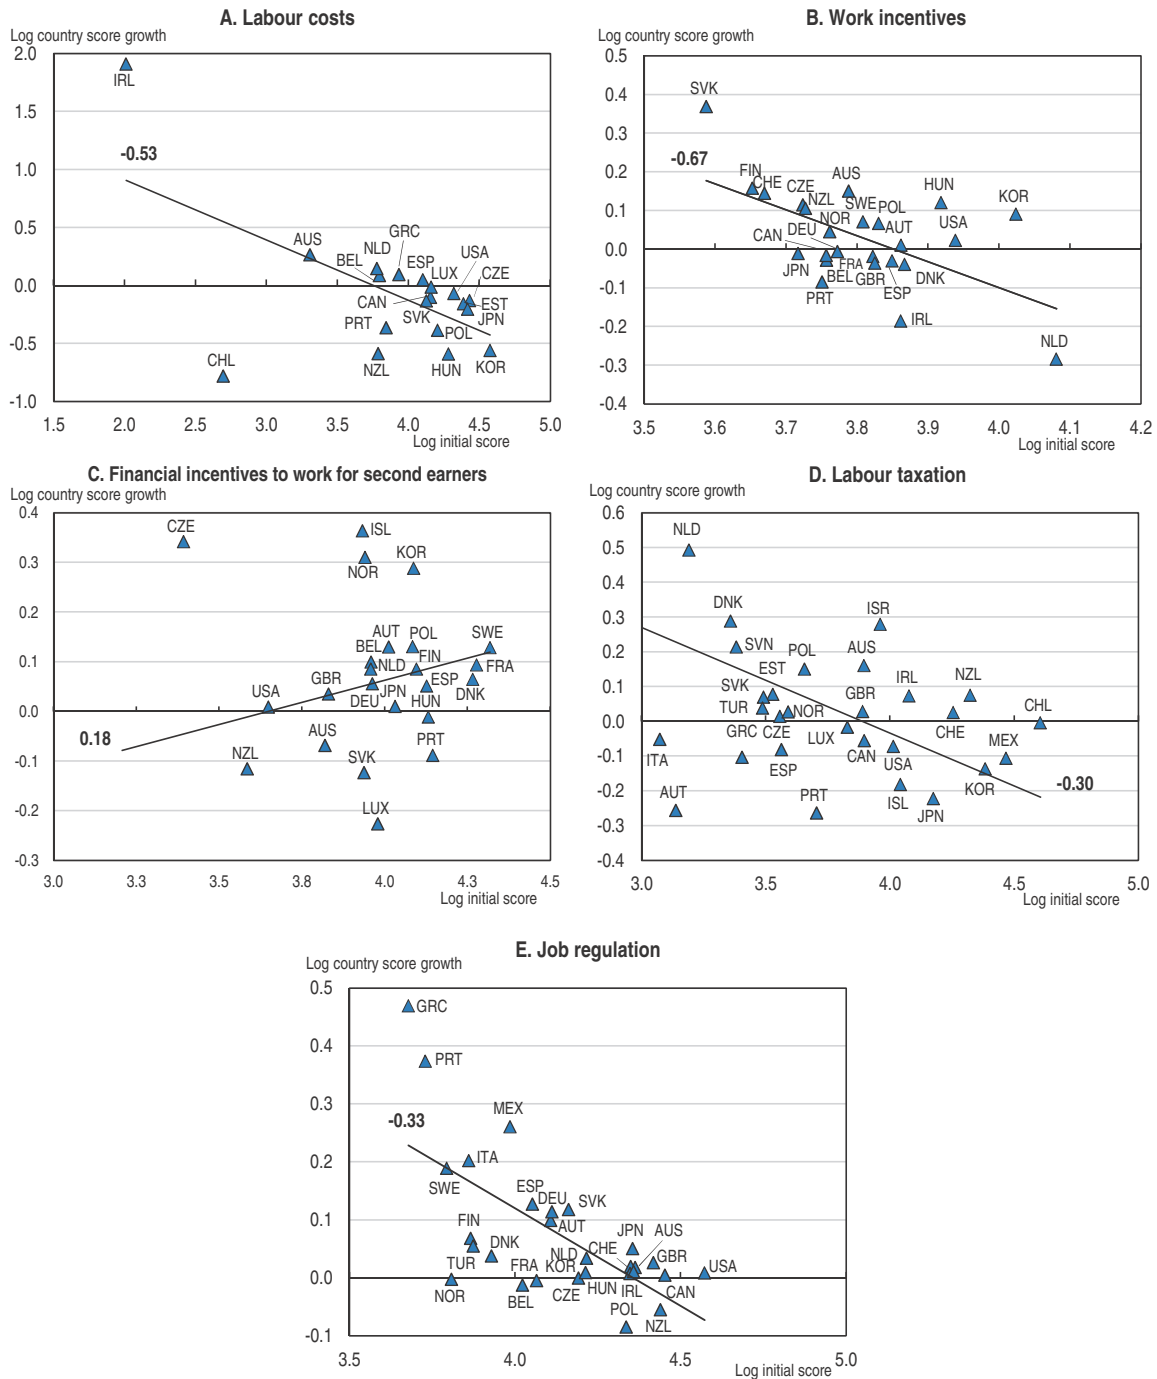 A. Labour costs
Log country score growth
2.0
1.5
1.0
0.5
0.0
-0.5
-1.0
IRL
-0.53
AUS
BEL
NLD
GRC
ESP
LUX
USA
CZE
CAN
EST
SVK
JPN
PRT
POL
CHL
NZL
HUN
KOR
1.5 2.0 2.5 3.0 3.5 4.0 4.5 5.0
Log initial score
B. Work incentives
Log country score growth
0.5
0.4
0.3
0.2
0.1
0.0
-0.1
-0.2
-0.3
-0.4
SVK
-0.67
FIN
CHE
CZE
NZL
AUS
HUN
KOR
NOR
SWE
POL
USA
CAN
DEU
AUT
JPN
FRA
BEL
GBR
DNK
PRT
ESP
IRL
NLD
3.5 3.6 3.7 3.8 3.9 4.0 4.1 4.2
Log initial score
C. Financial incentives to work for second earners
Log country score growth
0.4
0.3
0.2
0.1
0.0
-0.1
-0.2
-0.3
CZE
ISL
NOR
KOR
AUT
POL
SWE
BEL
NLD
FIN
FRA
GBR
USA
DEU
JPN
ESP
DNK
HUN
0.18
AUS
NZL
SVK
PRT
LUX
3.0 3.3 3.5 3.8 4.0 4.3 4.5
Log initial score
D. Labour taxation
Log country score growth
0.6
0.5
0.4
0.3
0.2
0.1
0.0
-0.1
-0.2
-0.3
-0.4
NLD
DNK
ISR
SVN
POL
AUS
EST
SVK
IRL
NZL
TUR
NOR
GBR
CHL
GRC
CZE
LUX
CHE
ITA
ESP
CAN
USA
MEX
AUT
PRT
ISL
JPN
KOR
-0.30
3.0 3.5 4.0 4.5 5.0
Log initial score
E. Job regulation
Log country score growth
0.5
0.4
0.3
0.2
0.1
0.0
-0.1
GRC
PRT
MEX
-0.33
ITA
SWE
ESP
DEU
SVK
AUT
FIN
DNK
TUR
NLD
CHE
JPN
AUS
GBR
USA
FRA
KOR
NOR
BEL
CZE
HUN
IRL
CAN
POL
NZL
3.5 4.0 4.5 5.0
Log initial score